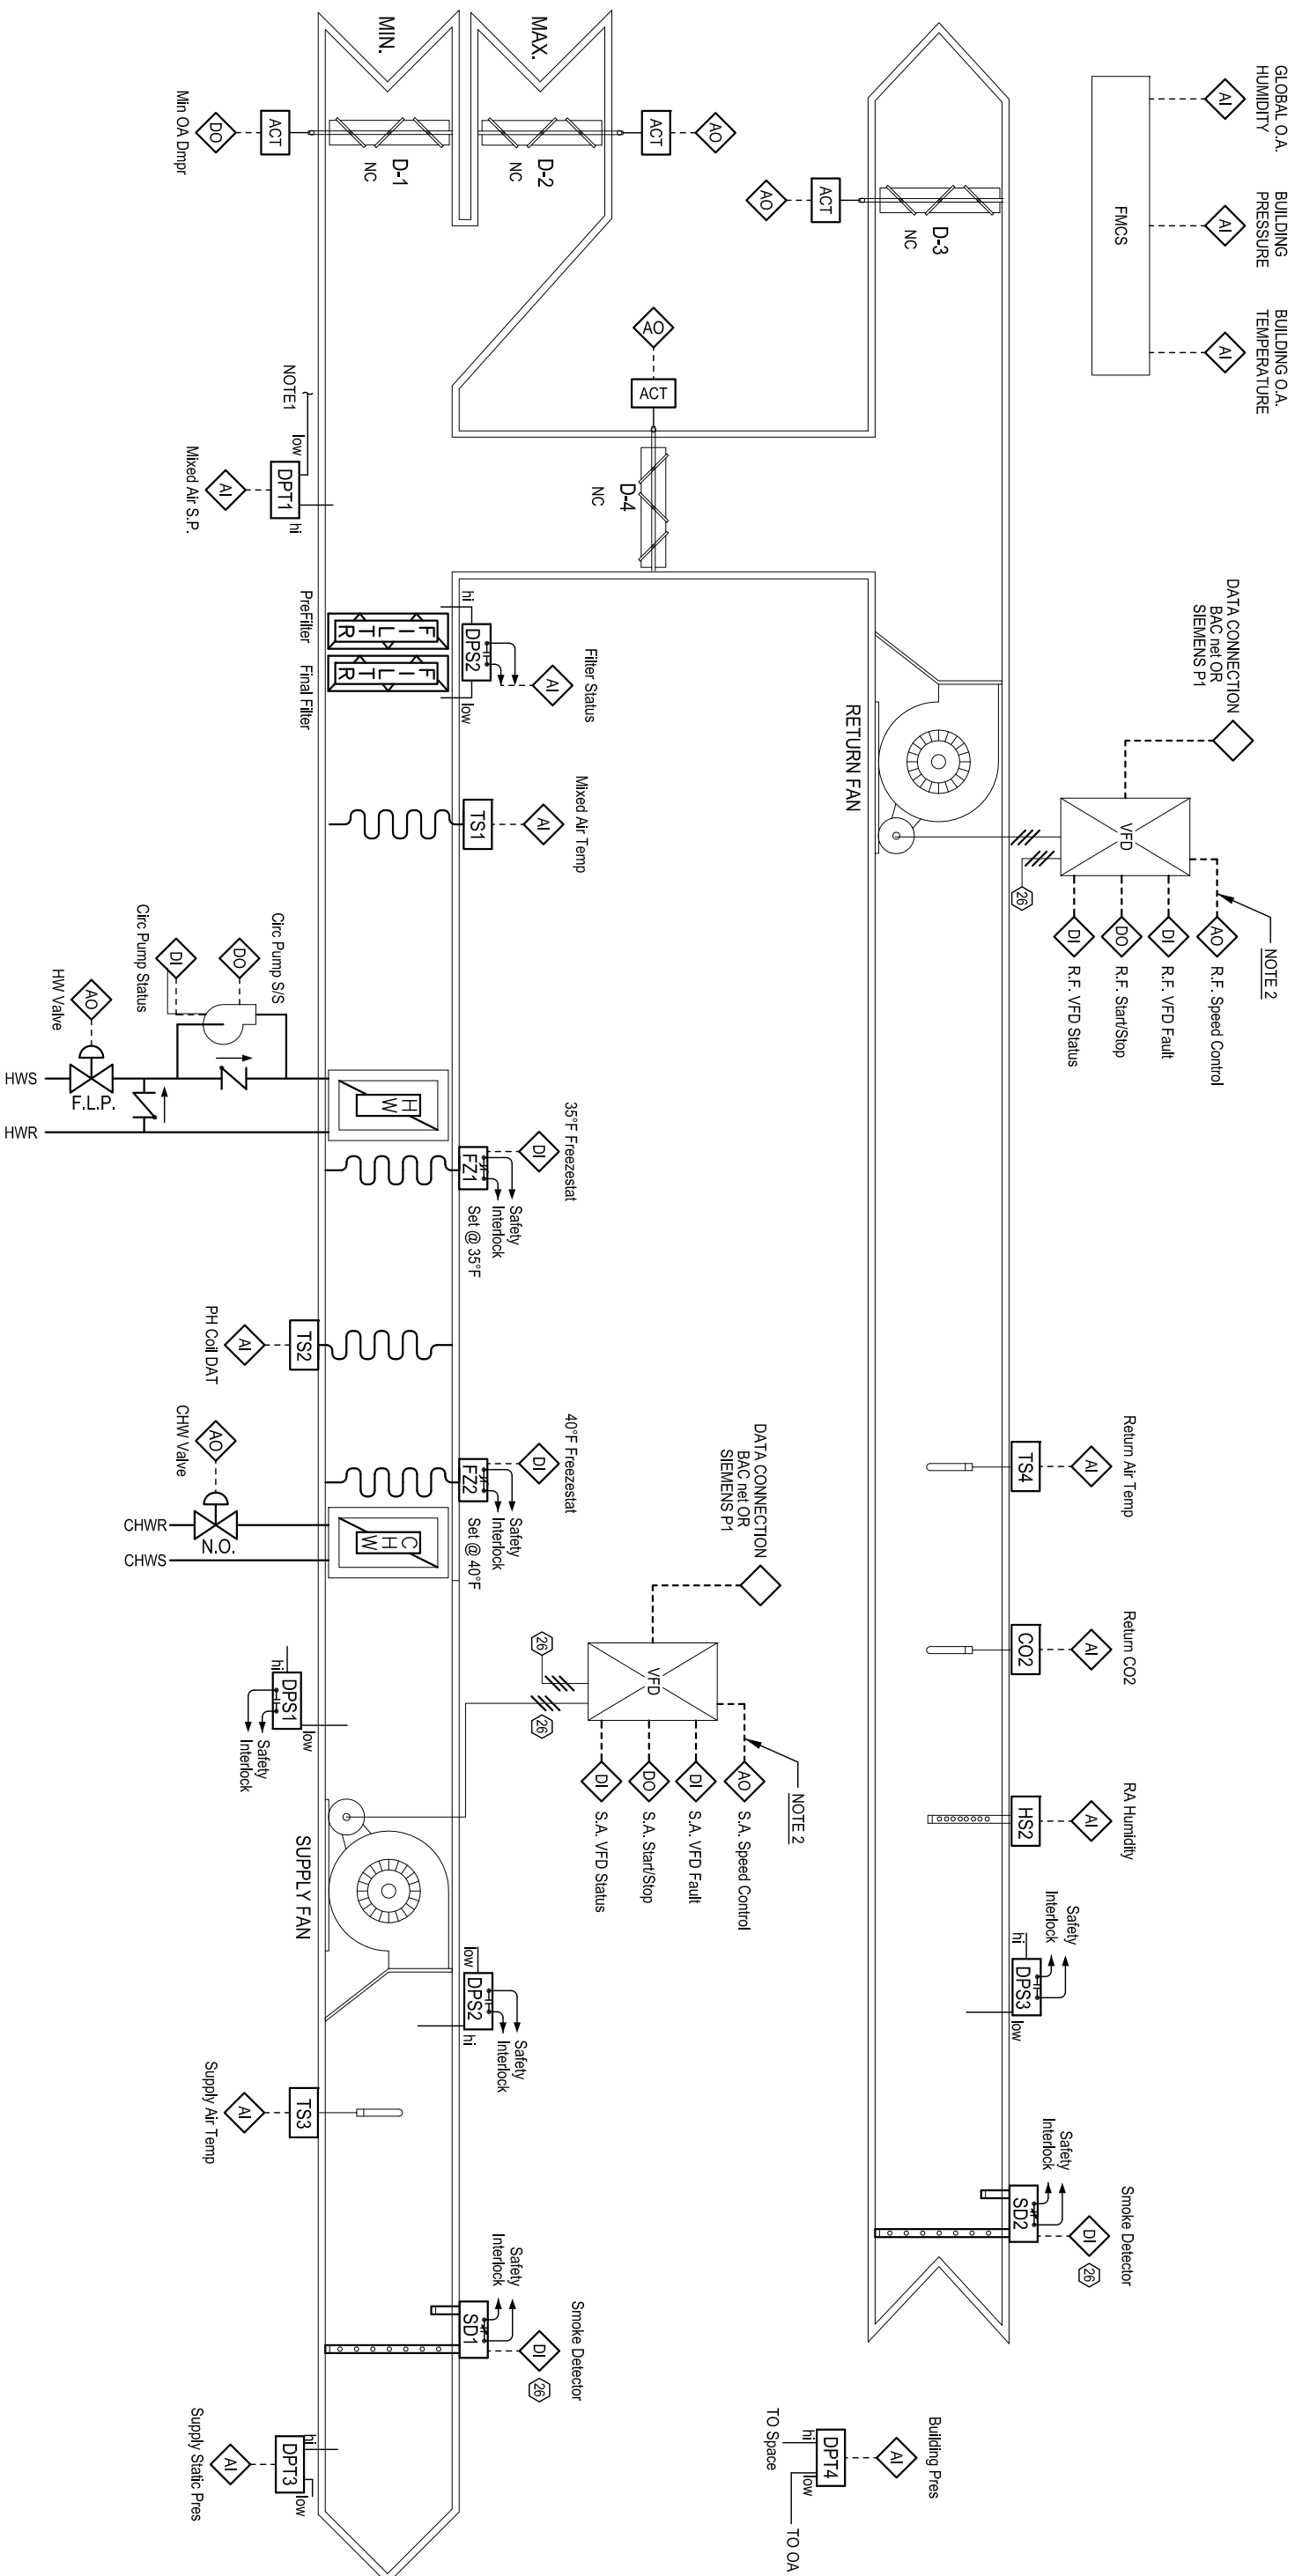 GLOBAL O.A.
HUMIDITY
AI
BUILDING
PRESSURE
AI
BUILDING O.A.
TEMPERATURE
AI
FMCS
MIN.
MAX.
Min OA Dmpr
DO
ACT
D-1
NC
D-2
NC
ACT
AO
AO
ACT
D-3
NC
AO
ACT
D-4
NC
NOTE1
low
DPT1
hi
AI
Mixed Air S.P.
PreFilter
Final Filter
FILTR
FILTR
hi
DPS2
low
AI
Filter Status
TS1
AI
Mixed Air Temp
RETURN FAN
DATA CONNECTION
BAC net OR
SIEMENS P1
VFD
26
NOTE 2
AO
R.F. Speed Control
DI
R.F. VFD Fault
DO
R.F. Start/Stop
DI
R.F. VFD Status
Circ Pump Status
DI
Circ Pump S/S
DO
HW Valve
AO
F.L.P.
HWS
HWR
HW
35°F Freezestat
DI
FZ1
Safety
Interlock
Set @ 35°F
TS2
AI
PH Coil DAT
40°F Freezestat
DI
FZ2
Safety
Interlock
Set @ 40°F
CHW Valve
AO
N.O.
CHWR
CHWS
CHW
DATA CONNECTION
BAC net OR
SIEMENS P1
VFD
26
26
NOTE 2
AO
S.A. Speed Control
DI
S.A. VFD Fault
DO
S.A. Start/Stop
DI
S.A. VFD Status
hi
DPS1
low
Safety
Interlock
SUPPLY FAN
low
DPS2
hi
Safety
Interlock
Return Air Temp
AI
TS4
Return CO2
AI
CO2
RA Humidity
AI
HS2
Safety
Interlock
hi
DPS3
low
Safety
Interlock
SD2
DI
26
Smoke Detector
TS3
AI
Supply Air Temp
Safety
Interlock
SD1
DI
26
Smoke Detector
hi
DPT3
low
AI
Supply Static Pres
Building Pres
AI
DPT4
hi
low
TO Space
TO OA